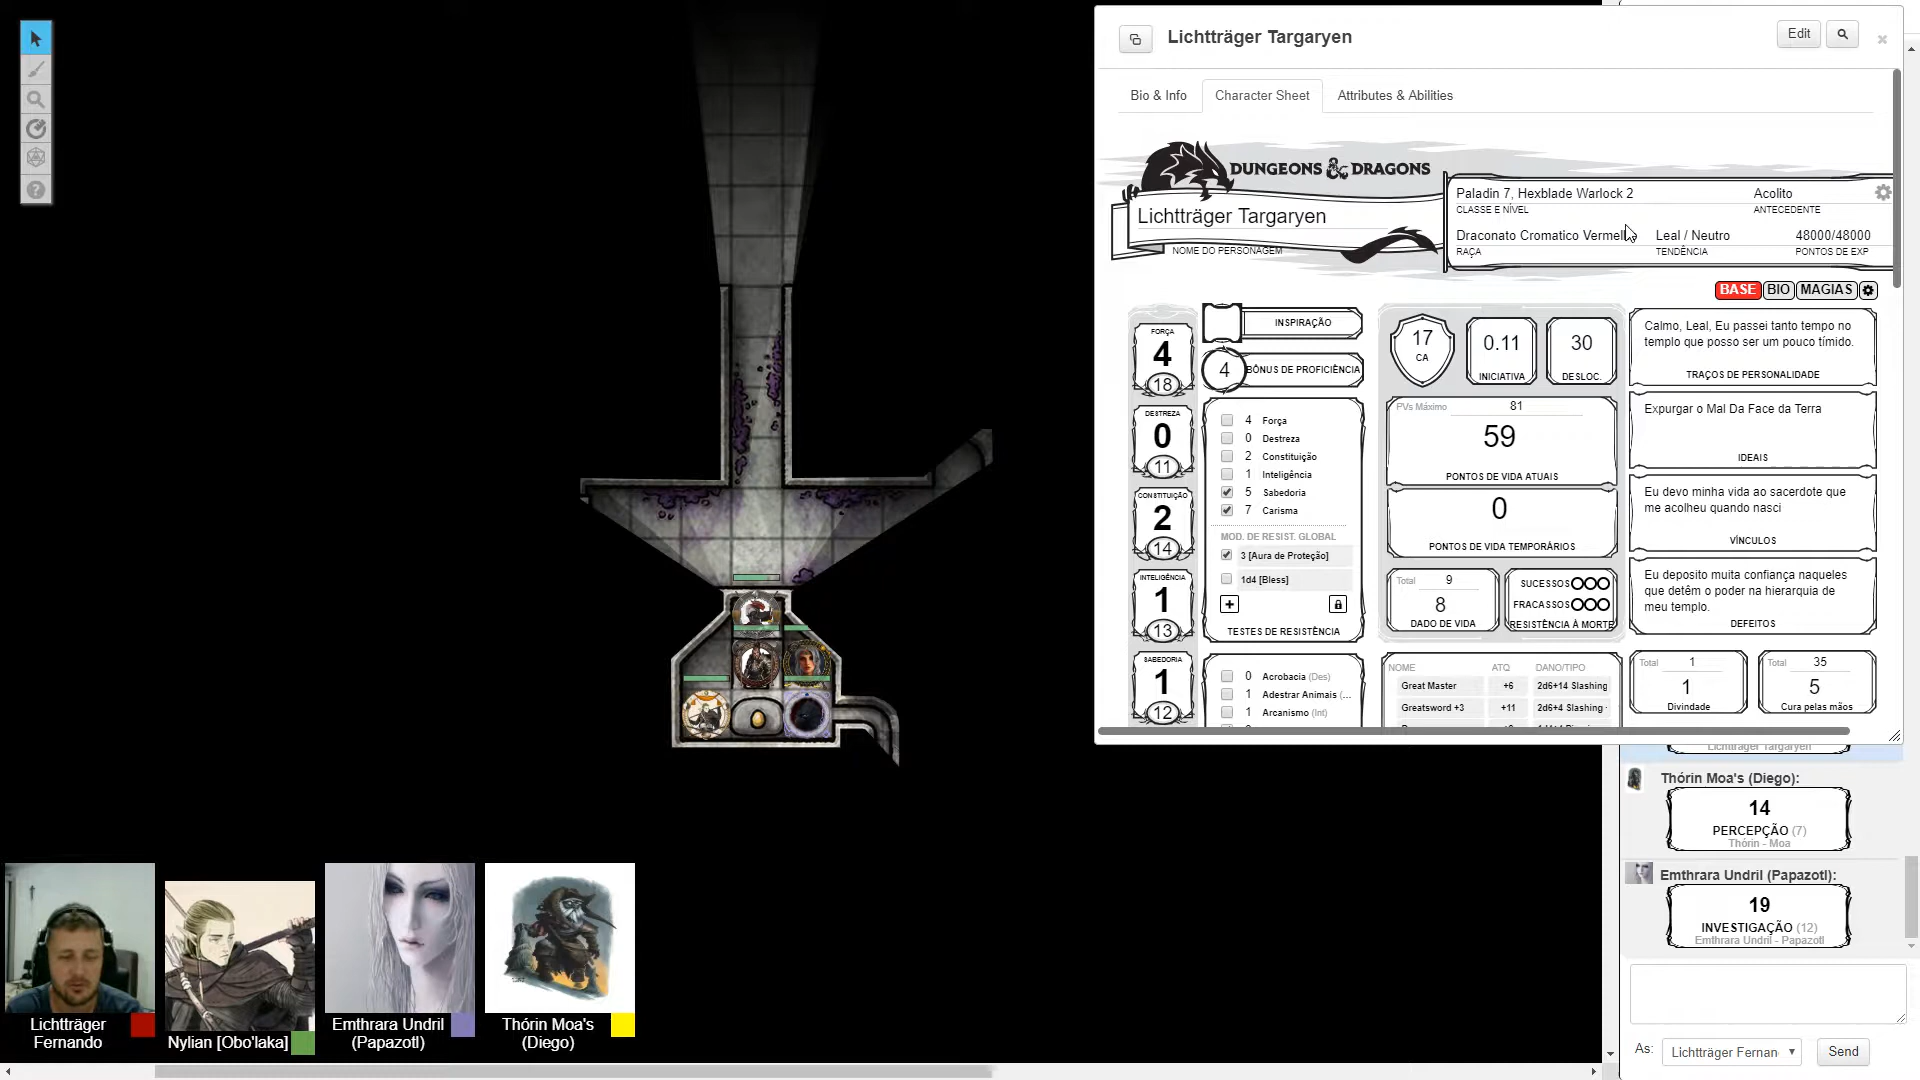 Lichtträger Targaryen
Edit
Bio & Info
Character Sheet
Attributes & Abilities
DUNGEONS & DRAGONS
Lichtträger Targaryen
NOME DO PERSONAGEM
Paladin 7, Hexblade Warlock 2
Acolito
CLASSE E NÍVEL
ANTECEDENTE
Draconato Cromatico
Leal / Neutro
48000/48000
RAÇA
TENDÊNCIA
PONTOS DE EXP
BASE
BIO
MAGIAS
FORÇA
4
18
DESTREZA
0
11
CONSTITUIÇÃO
2
14
INTELIGÊNCIA
1
13
SABEDORIA
1
12
INSPIRAÇÃO
4
BÔNUS DE PROFICIÊNCIA
4 Força
0 Destreza
2 Constituição
1 Inteligência
5 Sabedoria
7 Carisma
MOD. DE RESIST. GLOBAL
3 [Aura de Proteção]
1d4 [Bless]
+
TESTES DE RESISTÊNCIA
0 Acrobacia (Des)
1 Adestrar Animais (...
1 Arcanismo (Int)
17
CA
0.11
INICIATIVA
30
DESLOC.
PVs Máximo
81
59
PONTOS DE VIDA ATUAIS
0
PONTOS DE VIDA TEMPORÁRIOS
Total
9
8
DADO DE VIDA
SUCESSOS
FRACASSOS
RESISTÊNCIA À MORTE
NOME
ATQ
DANO/TIPO
Great Master
+6
2d6+14 Slashing
Greatsword +3
+11
2d6+4 Slashing
Calmo, Leal, Eu passei tanto tempo no
templo que posso ser um pouco tímido.
TRAÇOS DE PERSONALIDADE
Expurgar o Mal Da Face da Terra
IDEAIS
Eu devo minha vida ao sacerdote que
me acolheu quando nasci
VÍNCULOS
Eu deposito muita confiança naqueles
que detêm o poder na hierarquia de
meu templo.
DEFEITOS
Total
1
1
Divindade
Total
35
5
Cura pelas mãos
Lichtträger Targaryen
Thórin Moa's (Diego):
14
PERCEPÇÃO (7)
Thórin - Moa
Emthrara Undril (Papazotl):
19
INVESTIGAÇÃO (12)
Emthrara Undril - Papazotl
As:
Lichtträger Fernan
Send
Lichtträger
Fernando
Nylian [Obo'laka]
Emthrara Undril
(Papazotl)
Thórin Moa's
(Diego)